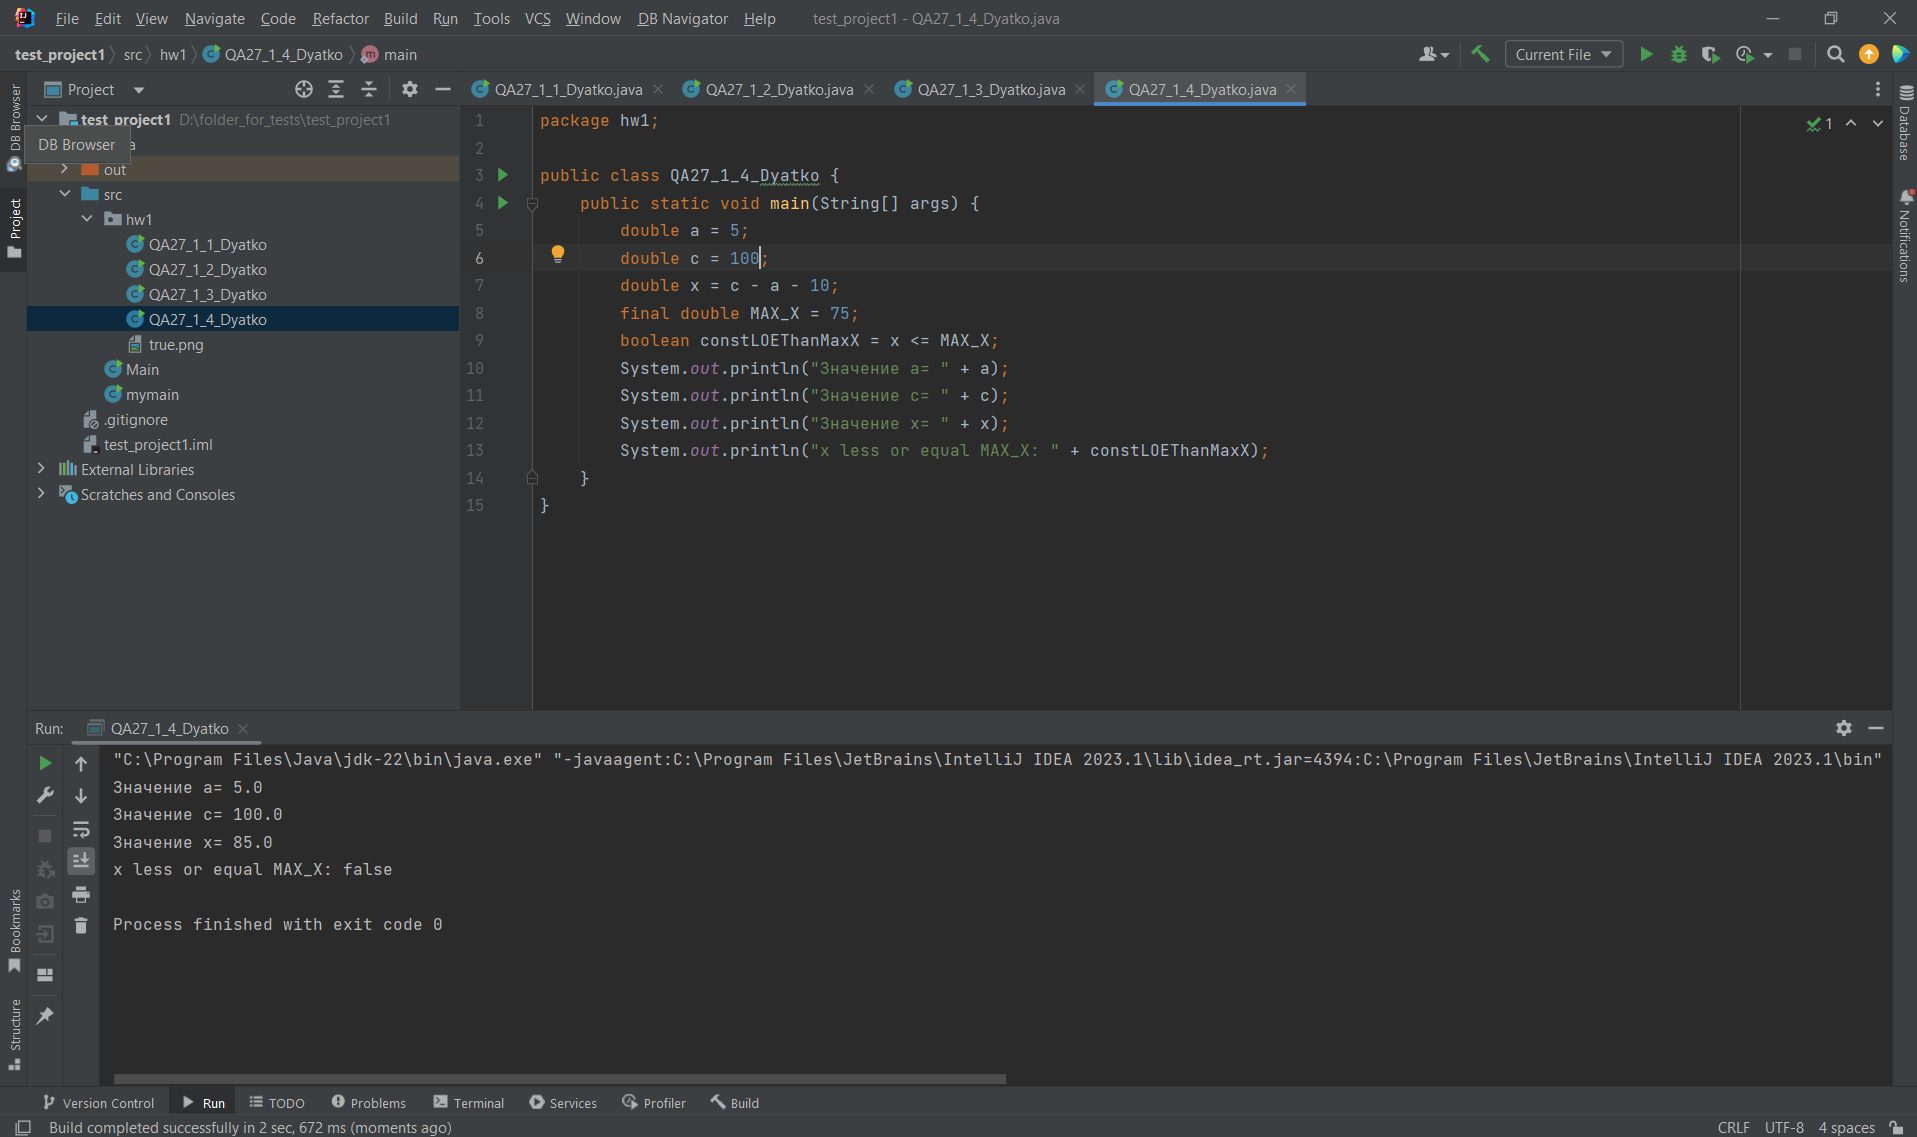 File Edit View Navigate Code Refactor Build Run Tools VCS Window DB Navigator Help test_project1 - QA27_1_4_Dyatko.java
test_project1 src hw1 QA27_1_4_Dyatko main Current File
Project QA27_1_1_Dyatko.java QA27_1_2_Dyatko.java QA27_1_3_Dyatko.java QA27_1_4_Dyatko.java
DB Browser
Project
Bookmarks
Structure
test_project1 D:\folder_for_tests\test_project1
DB Browser a
out
src
hw1
QA27_1_1_Dyatko
QA27_1_2_Dyatko
QA27_1_3_Dyatko
QA27_1_4_Dyatko
true.png
Main
mymain
.gitignore
test_project1.iml
External Libraries
Scratches and Consoles
1 package hw1;
2
3 public class QA27_1_4_Dyatko {
4 public static void main(String[] args) {
5 double a = 5;
6 double c = 100;
7 double x = c - a - 10;
8 final double MAX_X = 75;
9 boolean constLOEThanMaxX = x <= MAX_X;
10 System.out.println("Значение a= " + a);
11 System.out.println("Значение c= " + c);
12 System.out.println("Значение x= " + x);
13 System.out.println("x less or equal MAX_X: " + constLOEThanMaxX);
14 }
15 }
1
Database
Notifications
Run: QA27_1_4_Dyatko
"C:\Program Files\Java\jdk-22\bin\java.exe" "-javaagent:C:\Program Files\JetBrains\IntelliJ IDEA 2023.1\lib\idea_rt.jar=4394:C:\Program Files\JetBrains\IntelliJ IDEA 2023.1\bin"
Значение a= 5.0
Значение c= 100.0
Значение x= 85.0
x less or equal MAX_X: false
Process finished with exit code 0
Version Control Run TODO Problems Terminal Services Profiler Build
Build completed successfully in 2 sec, 672 ms (moments ago) CRLF UTF-8 4 spaces